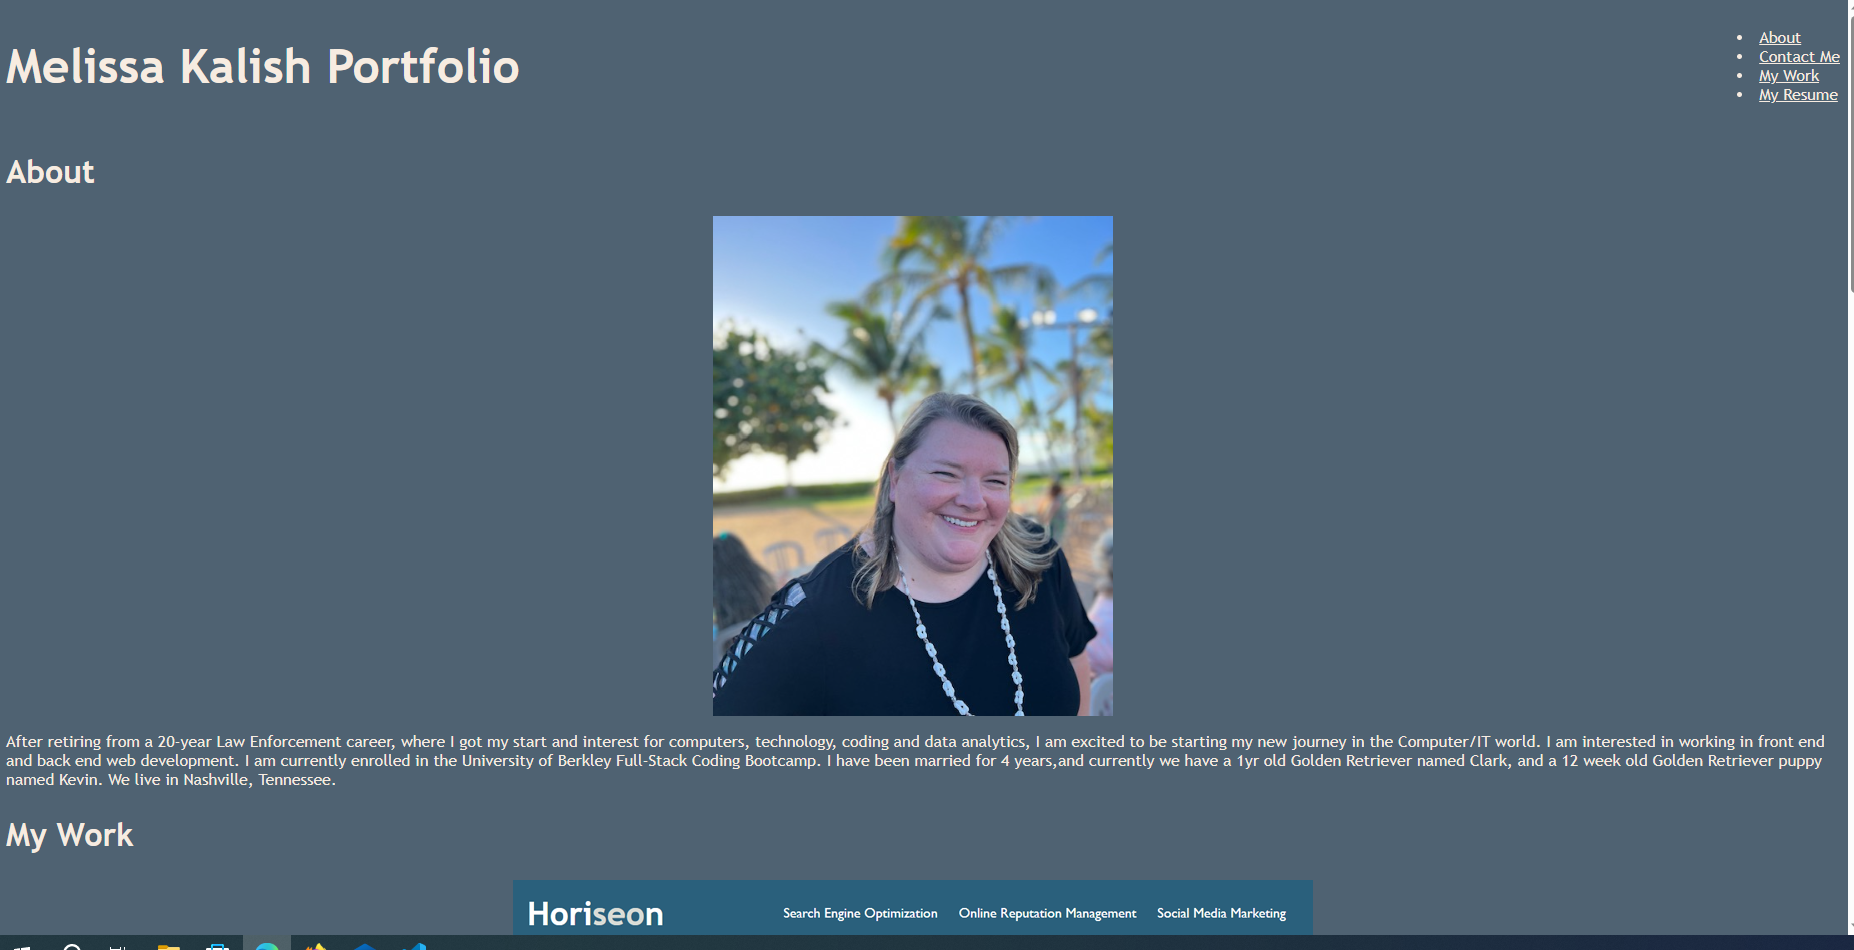 Melissa Kalish Portfolio
About
Contact Me
My Work
My Resume
About
After retiring from a 20-year Law Enforcement career, where I got my start and interest for computers, technology, coding and data analytics, I am excited to be starting my new journey in the Computer/IT world. I am interested in working in front end
and back end web development. I am currently enrolled in the University of Berkley Full-Stack Coding Bootcamp. I have been married for 4 years,and currently we have a 1yr old Golden Retriever named Clark, and a 12 week old Golden Retriever puppy
named Kevin. We live in Nashville, Tennessee.
My Work
Horiseon
Search Engine Optimization
Online Reputation Management
Social Media Marketing